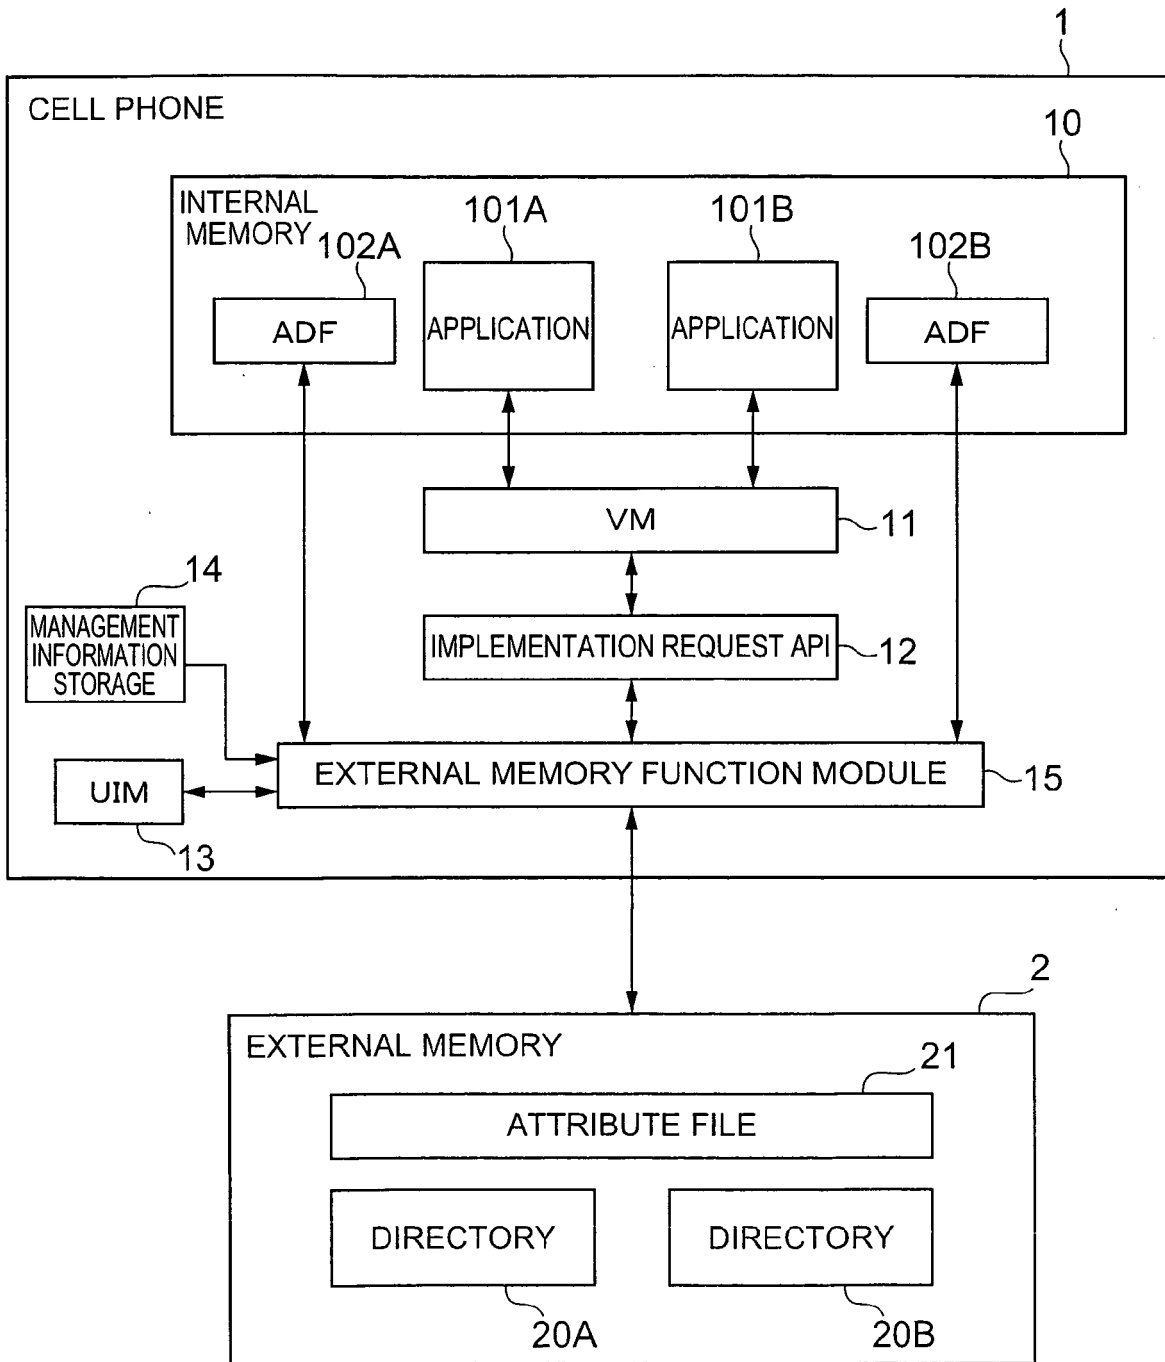 1
CELL PHONE
10
INTERNAL
MEMORY
101A
101B
102A
102B
ADF
APPLICATION
APPLICATION
ADF
VM
11
14
MANAGEMENT
INFORMATION
STORAGE
IMPLEMENTATION REQUEST API
12
EXTERNAL MEMORY FUNCTION MODULE
15
UIM
13
2
EXTERNAL MEMORY
21
ATTRIBUTE FILE
DIRECTORY
DIRECTORY
20A
20B